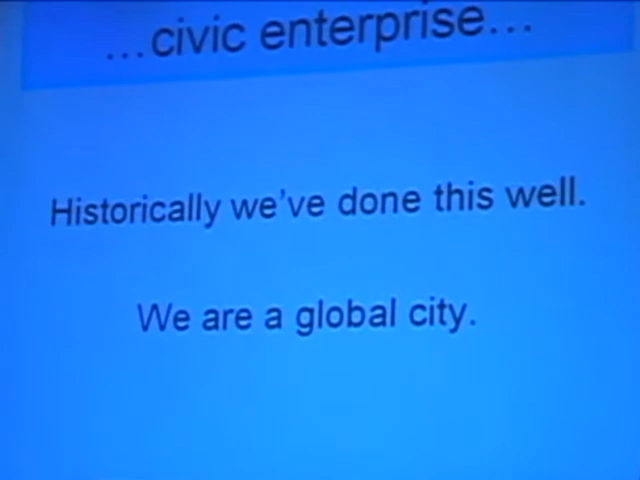 ...civic enterprise...
Historically we've done this well.
We are a global city.